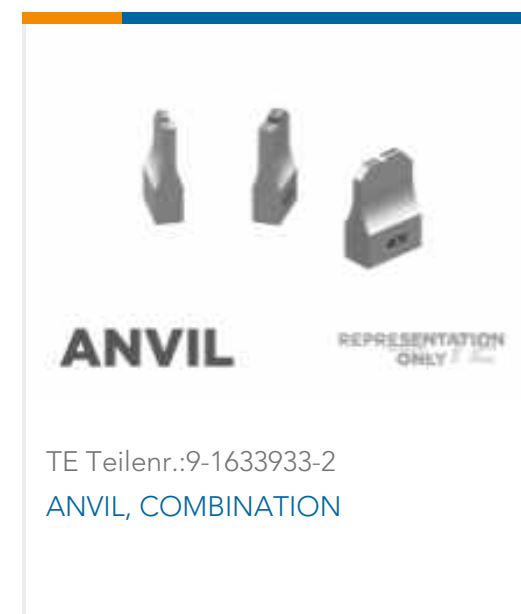 ANVIL
REPRESENTATION
ONLY
TE Teilenr.:9-1633933-2
ANVIL, COMBINATION